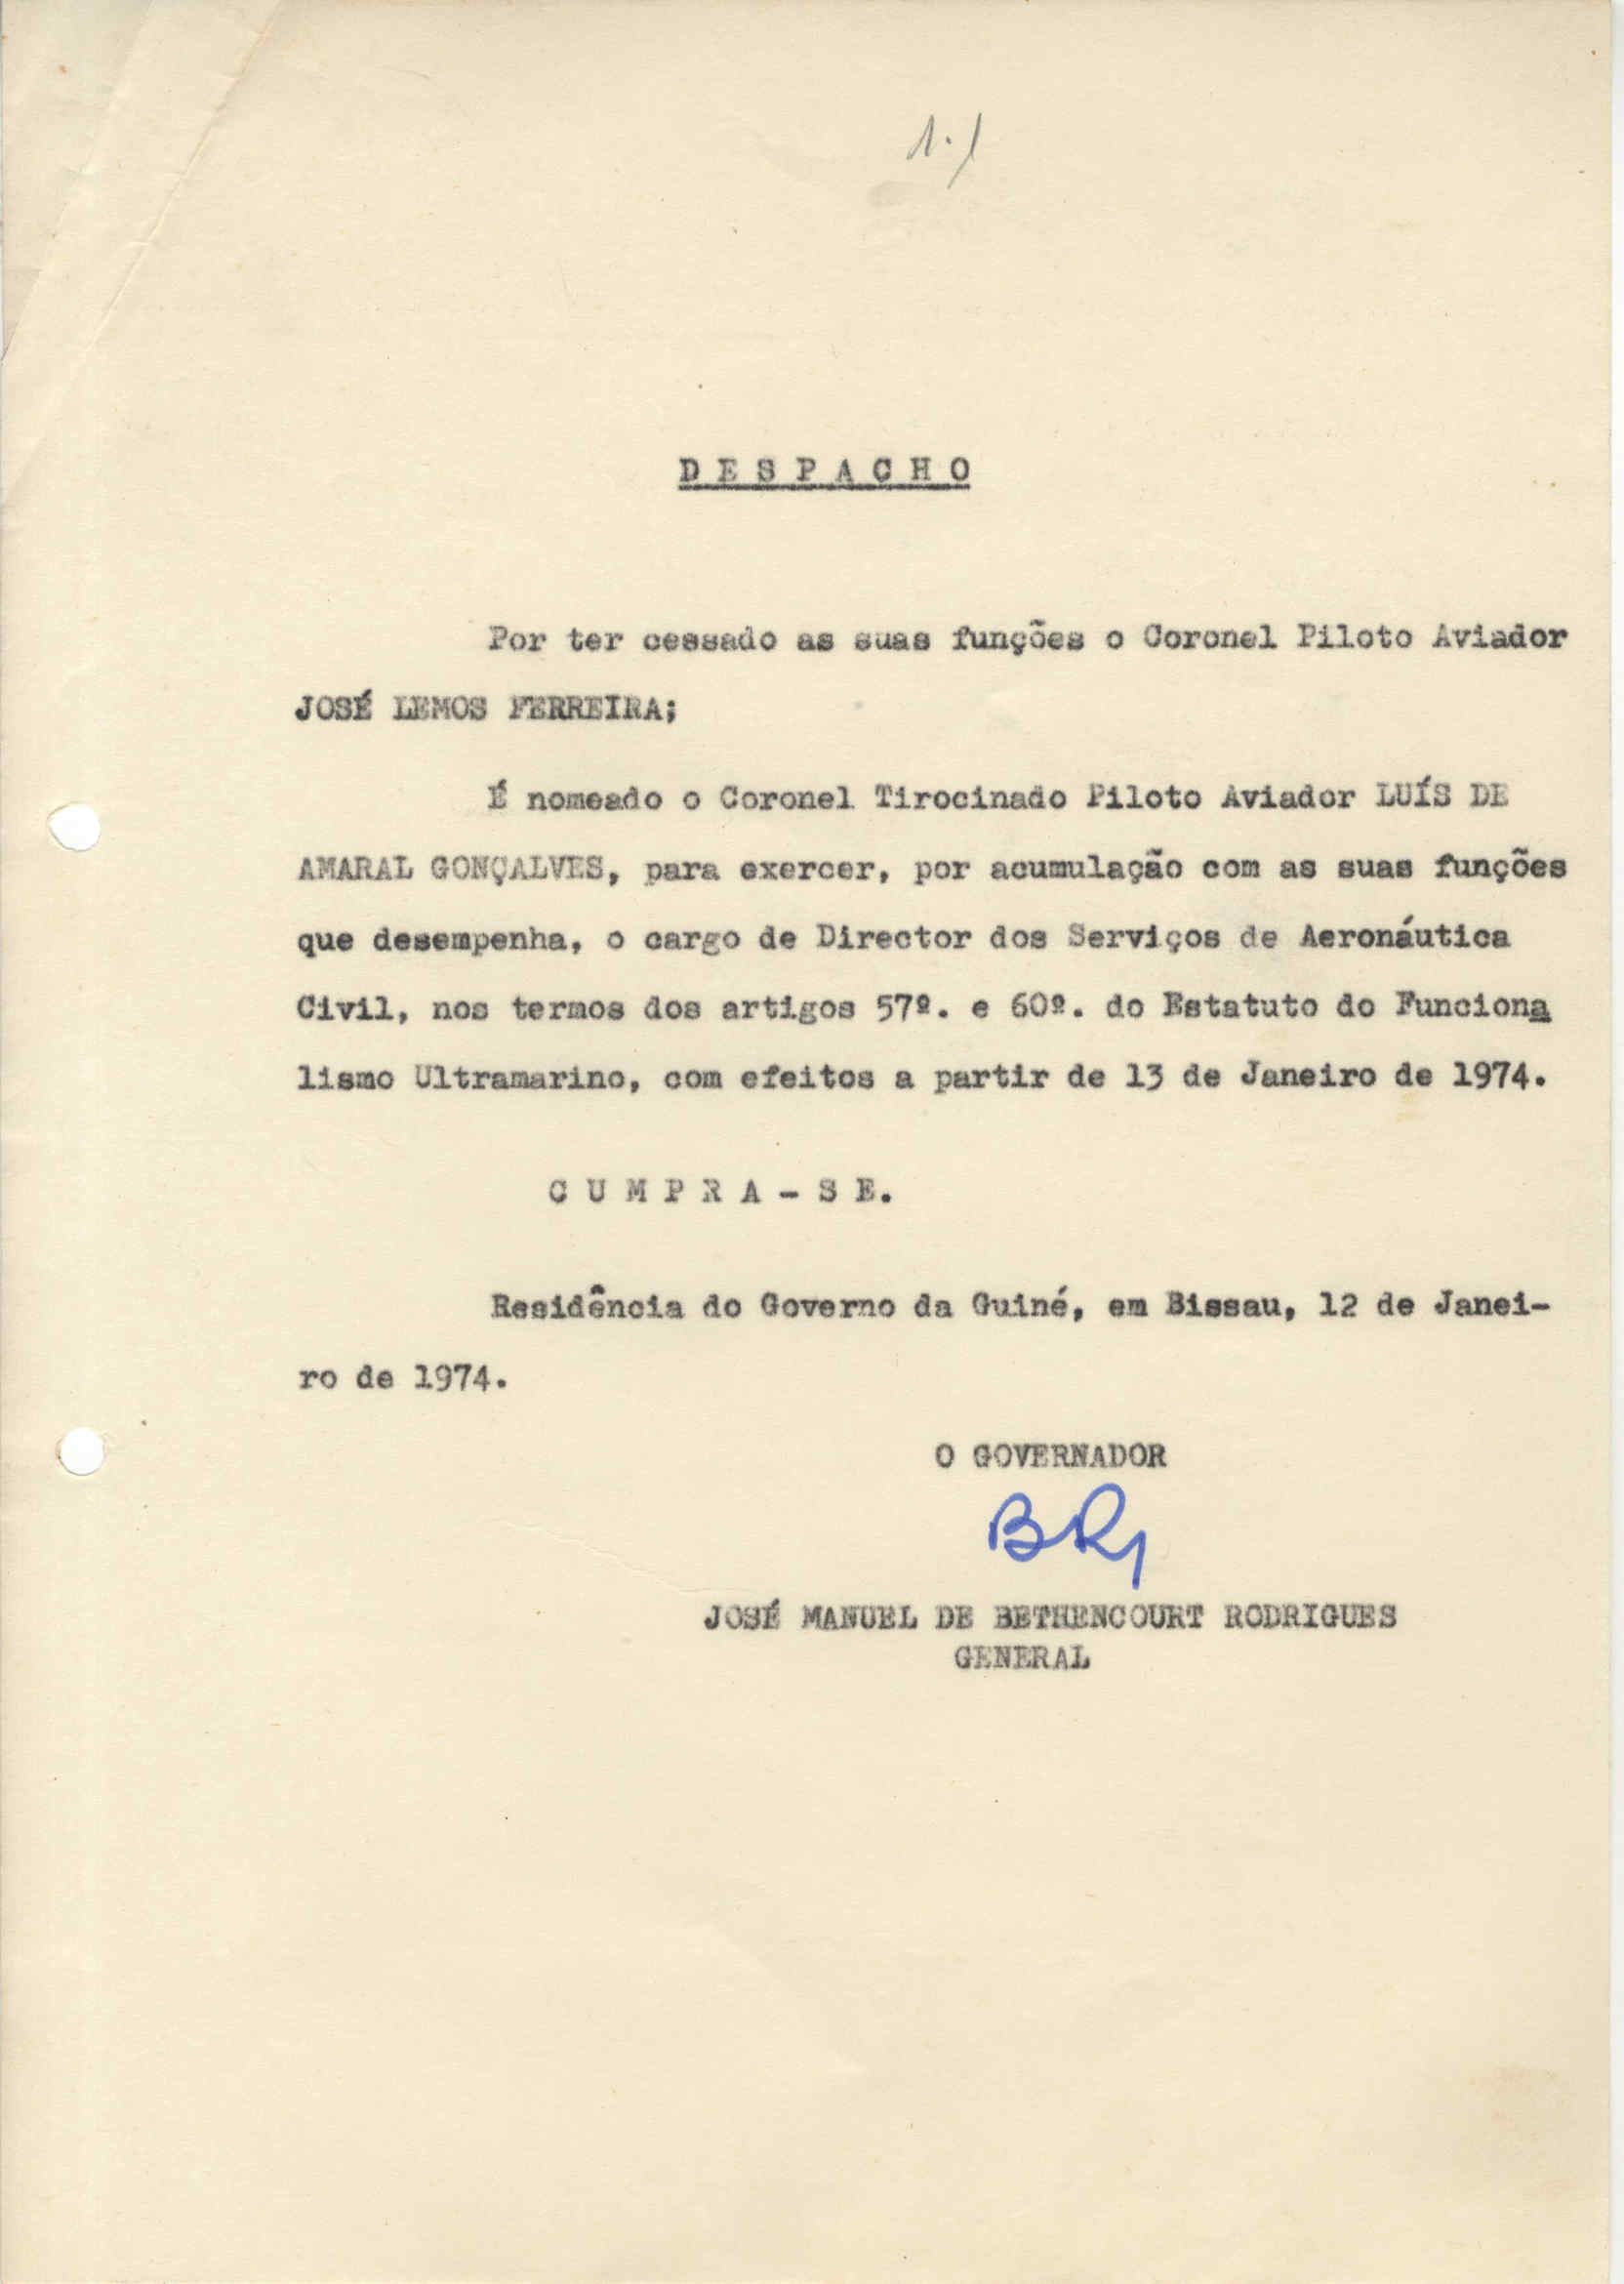 1.)
DESPACHO
Por ter cessado as suas funções o Coronel Piloto Aviador
JOSÉ LEMOS FERREIRA;
É nomeado o Coronel Tirocinado Piloto Aviador LUÍS DE
AMARAL GONÇALVES, para exercer, por acumulação com as suas funções
que desempenha, o cargo de Director dos Serviços de Aeronáutica
Civil, nos termos dos artigos 57º. e 60º. do Estatuto do Funciona
lismo Ultramarino, com efeitos a partir de 13 de Janeiro de 1974.
CUMPRA-SE.
Residência do Governo da Guiné, em Bissau, 12 de Janei-
ro de 1974.
O GOVERNADOR
BR
JOSÉ MANUEL DE BETHENCOURT RODRIGUES
GENERAL